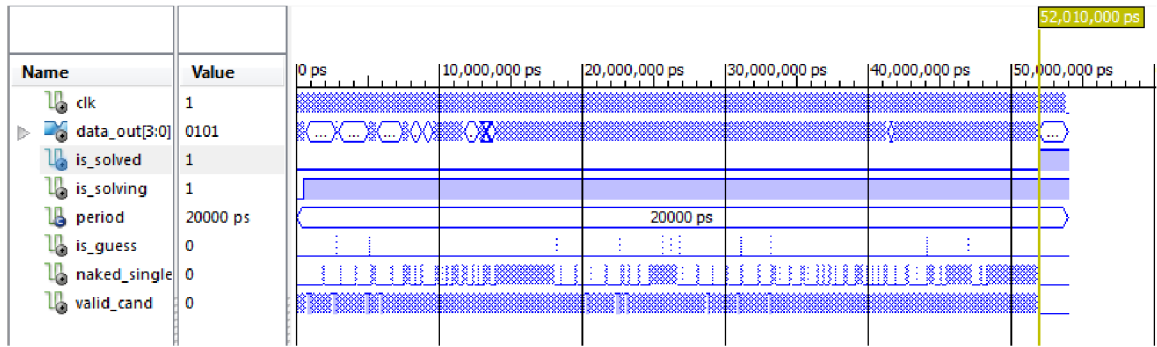 52,010,000 ps
Name Value 0 ps 10,000,000 ps 20,000,000 ps 30,000,000 ps 40,000,000 ps 50,000,000 ps
clk 1
data_out[3:0] 0101 ... ... ... ... ...
is_solved 1
is_solving 1
period 20000 ps 20000 ps
is_guess 0
naked_single 0
valid_cand 0